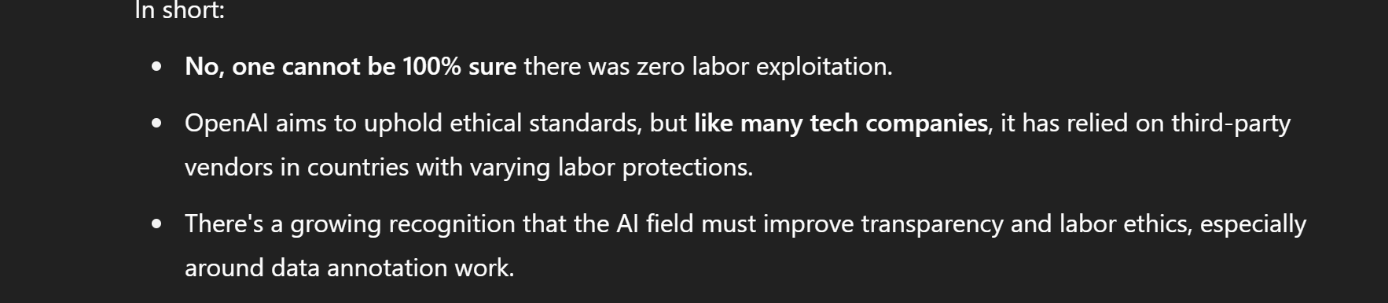 In short:
• No, one cannot be 100% sure there was zero labor exploitation.
• OpenAI aims to uphold ethical standards, but like many tech companies, it has relied on third-party
vendors in countries with varying labor protections.
• There's a growing recognition that the AI field must improve transparency and labor ethics, especially
around data annotation work.